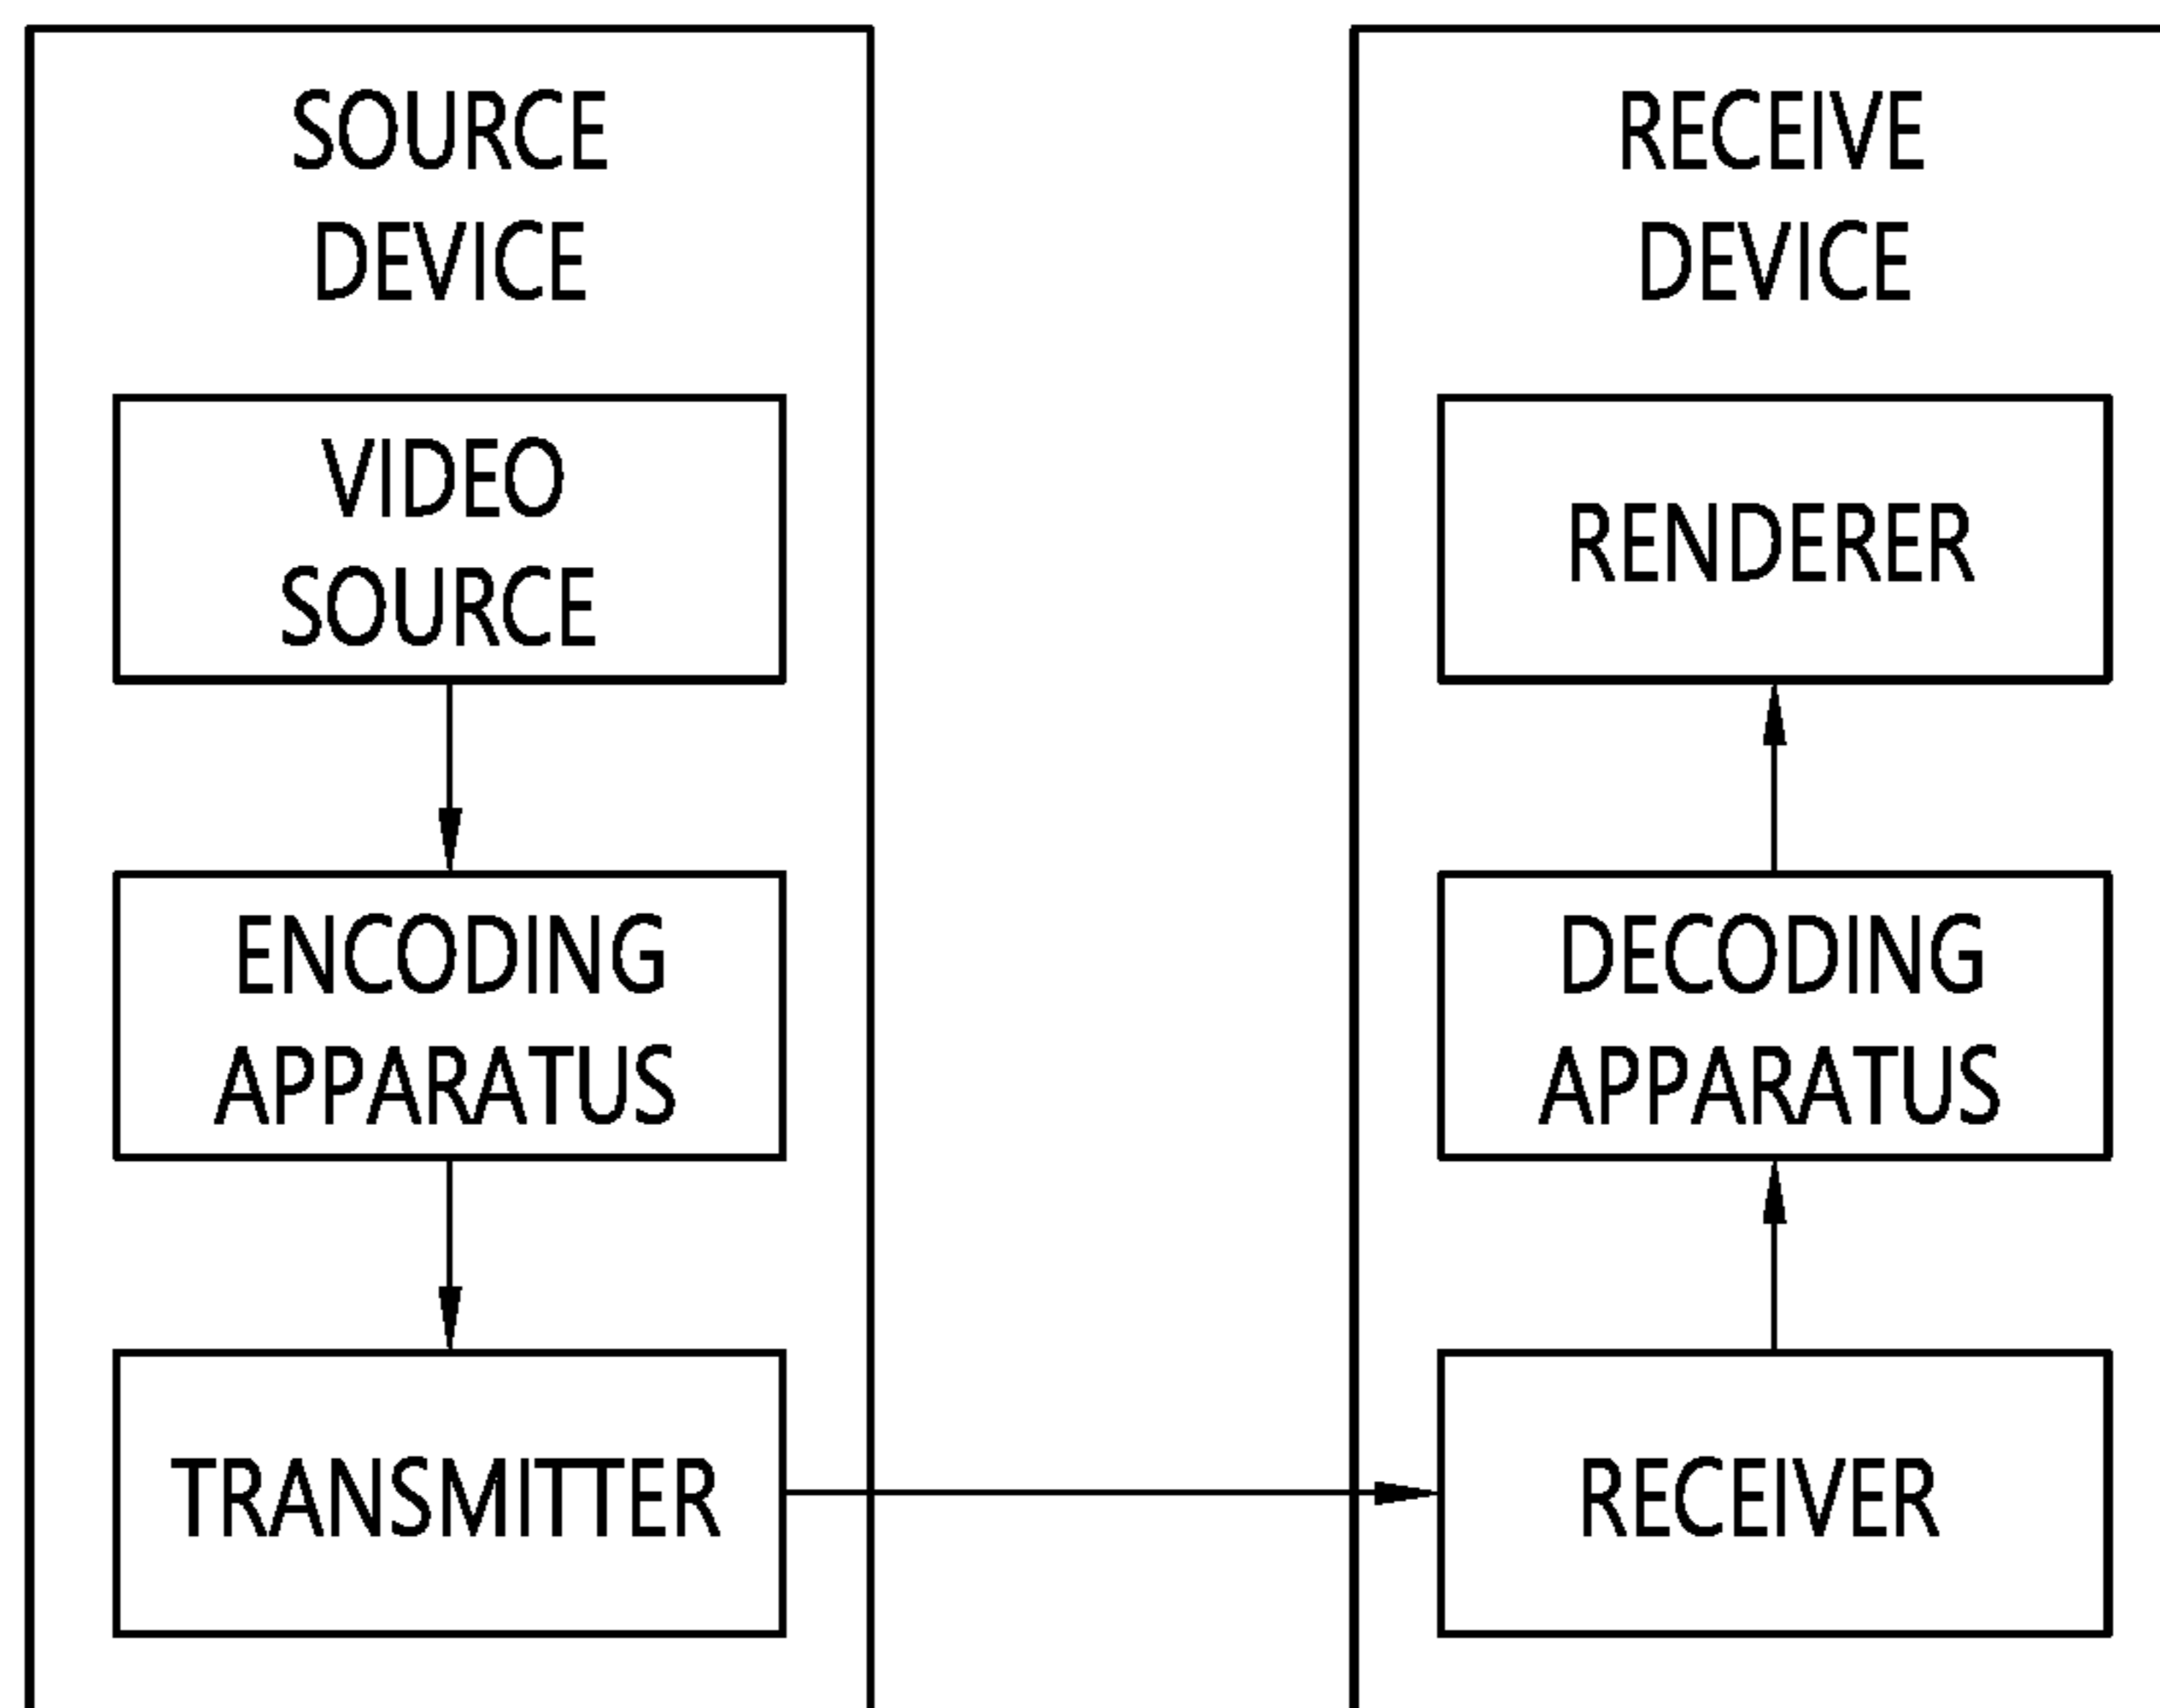 SOURCE
DEVICE
VIDEO
SOURCE
ENCODING
APPARATUS
TRANSMITTER
RECEIVE
DEVICE
RENDERER
DECODING
APPARATUS
RECEIVER